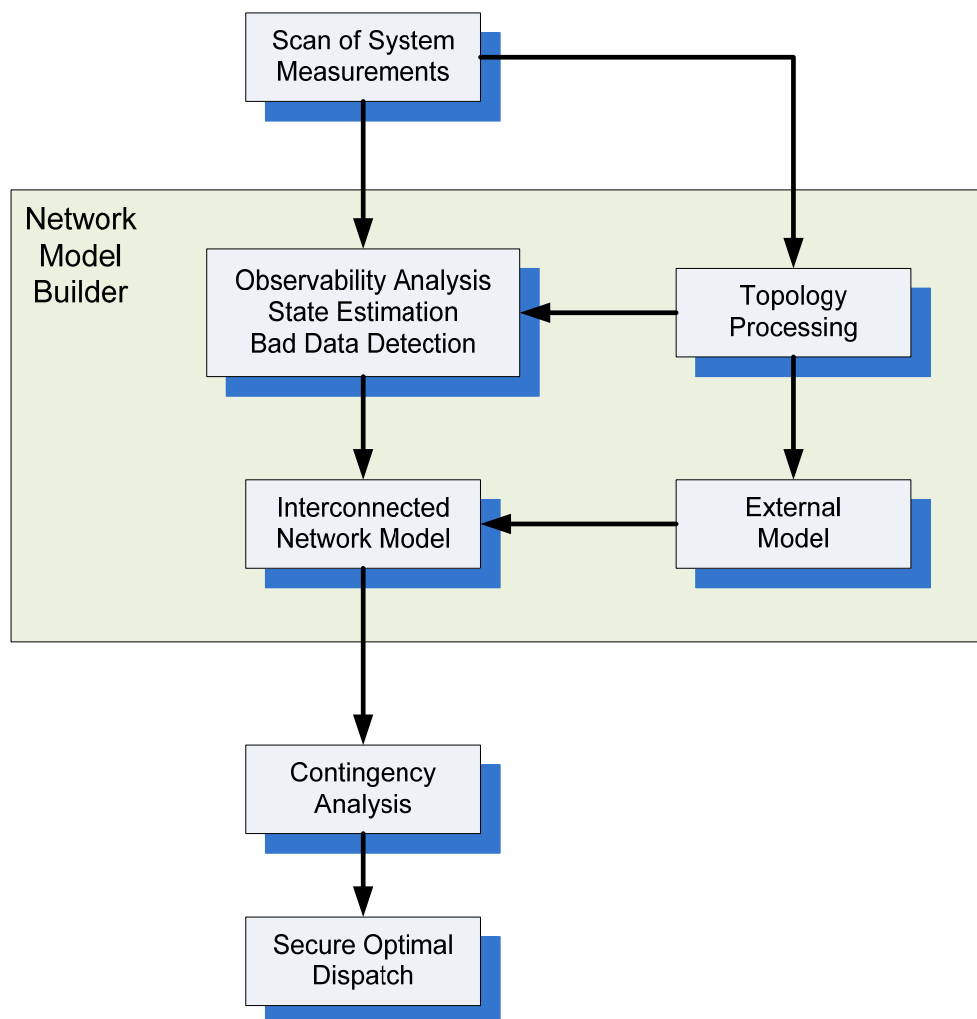 Scan of System
Measurements
Network
Model
Builder
Observability Analysis
State Estimation
Bad Data Detection
Topology
Processing
Interconnected
Network Model
External
Model
Contingency
Analysis
Secure Optimal
Dispatch